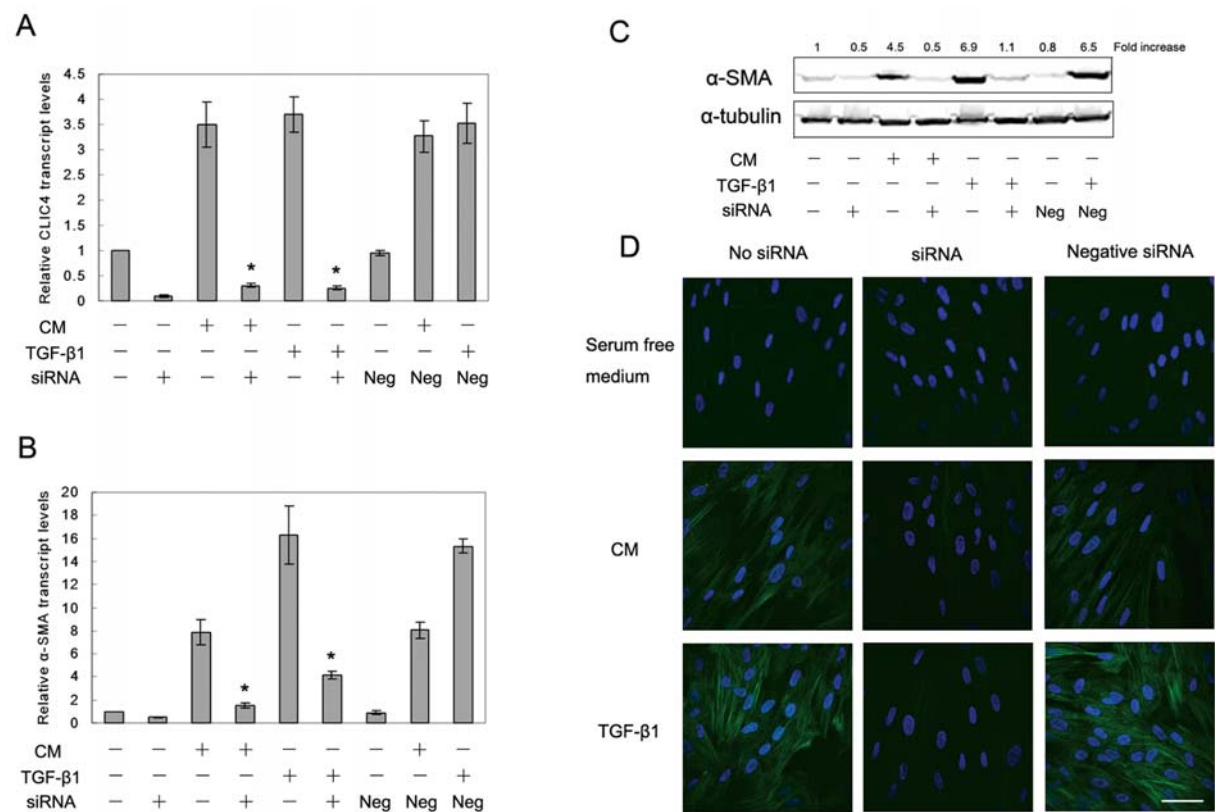 A
Relative CLIC4 transcript levels
4.5
4
3.5
3
2.5
2
1.5
1
0.5
0
* *
CM − − + + − − − + −
TGF-β1 − − − − + + − − +
siRNA − + − + − + Neg Neg Neg
B
Relative α-SMA transcript levels
20
18
16
14
12
10
8
6
4
2
0
* *
CM − − + + − − − + −
TGF-β1 − − − − + + − − +
siRNA − + − + − + Neg Neg Neg
C
1 0.5 4.5 0.5 6.9 1.1 0.8 6.5 Fold increase
α-SMA
α-tubulin
CM − − + + − − − −
TGF-β1 − − − − + + − +
siRNA − + − + − + Neg Neg
D
No siRNA siRNA Negative siRNA
Serum free
medium
CM
TGF-β1